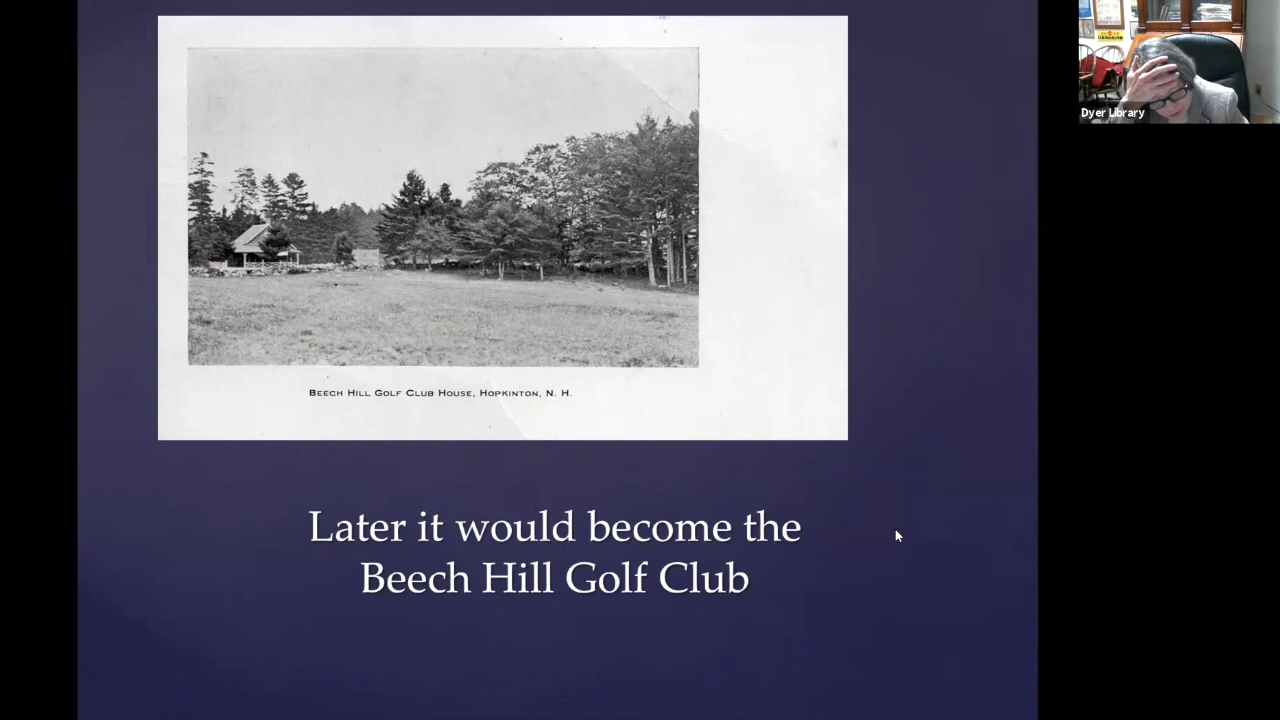 Beech Hill Golf Club House, Hopkinton, N. H.
Later it would become the
Beech Hill Golf Club
Dyer Library